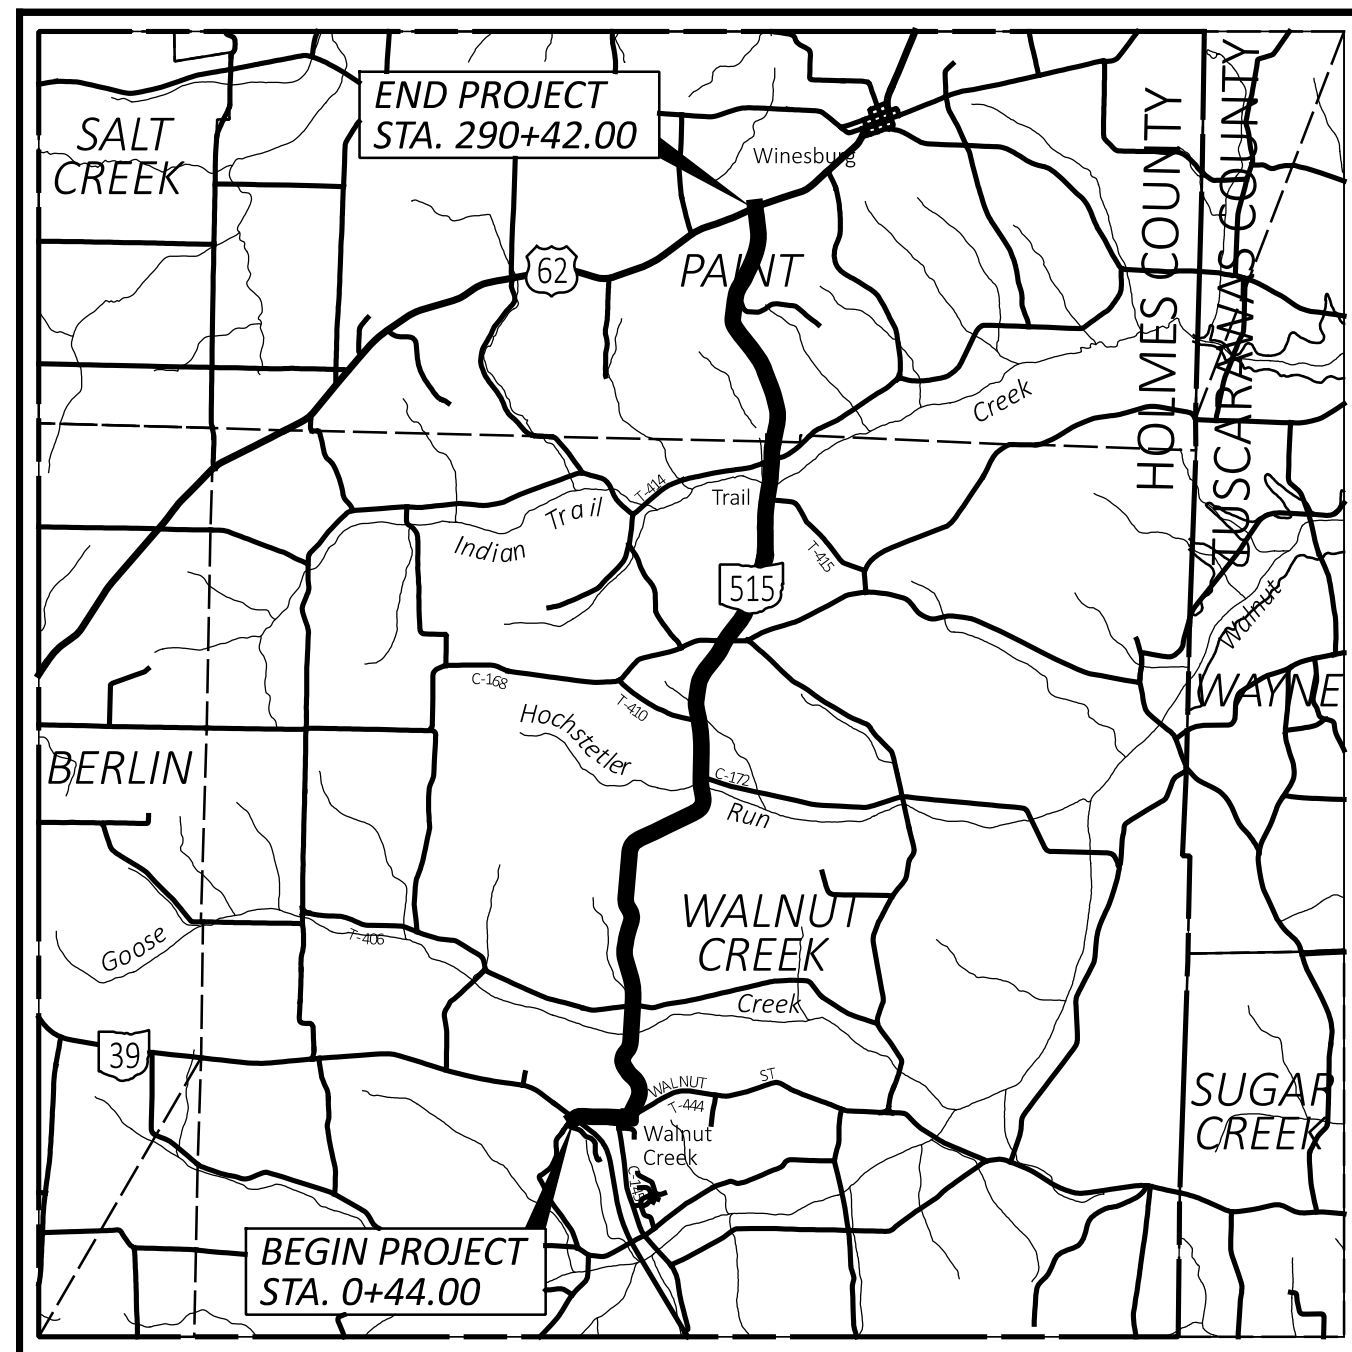 END PROJECT
STA. 290+42.00
SALT
CREEK
Winesburg
HOLMES COUNTY
TUSCARAWAS COUNTY
62
PAINT
Creek
T-414
Trail
Trail
Indian
T-415
515
Walnut
C-168
T-410
WAYNE
Hochstetler
BERLIN
C-172
Run
WALNUT
CREEK
T-406
Goose
Creek
39
WALNUT ST
T-444
SUGAR
CREEK
Walnut
Creek
C-145
BEGIN PROJECT
STA. 0+44.00